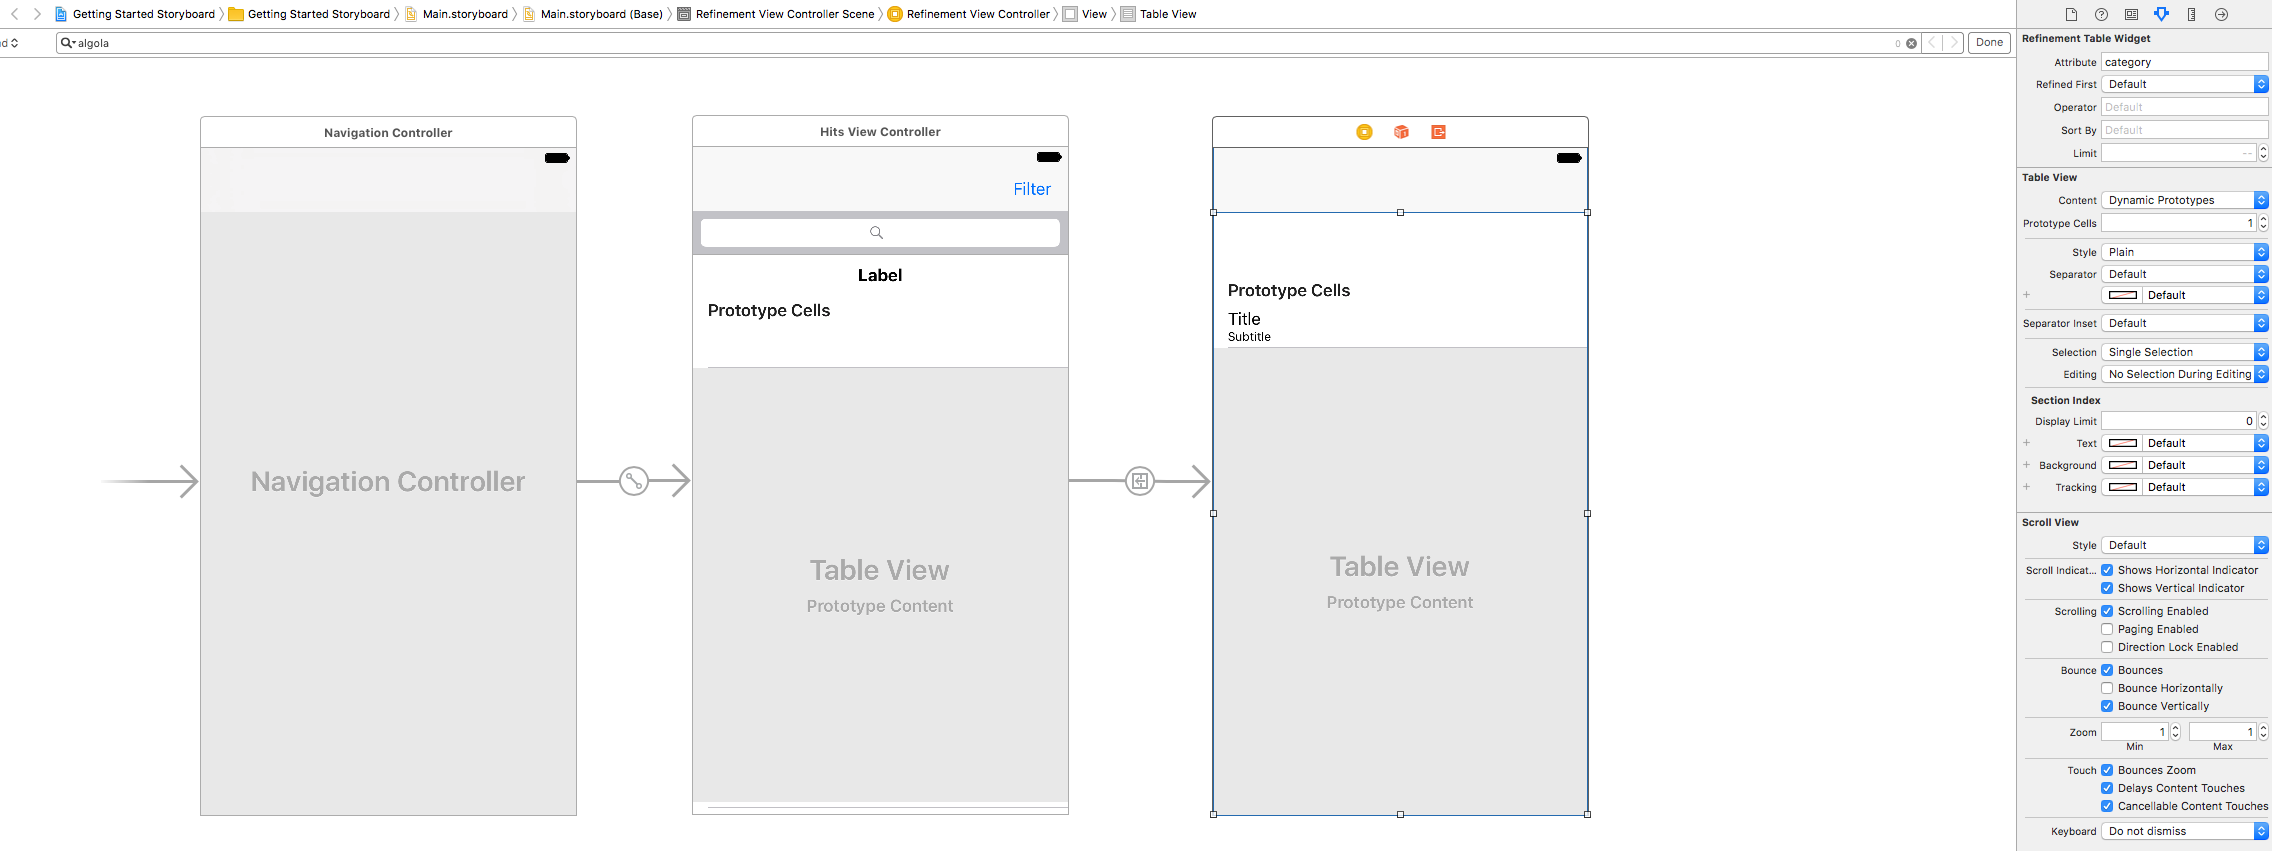 Getting Started Storyboard Getting Started Storyboard Main.storyboard Main.storyboard (Base) Refinement View Controller Scene Refinement View Controller View Table View
d algola 0 Done
Navigation Controller
Navigation Controller
Hits View Controller
Filter
Label
Prototype Cells
Table View
Prototype Content
Prototype Cells
Title
Subtitle
Table View
Prototype Content
Refinement Table Widget
Attribute category
Refined First Default
Operator Default
Sort By Default
Limit --
Table View
Content Dynamic Prototypes
Prototype Cells 1
Style Plain
Separator Default
+ Default
Separator Inset Default
Selection Single Selection
Editing No Selection During Editing
Section Index
Display Limit 0
+ Text Default
+ Background Default
+ Tracking Default
Scroll View
Style Default
Scroll Indicat... Shows Horizontal Indicator
Shows Vertical Indicator
Scrolling Scrolling Enabled
Paging Enabled
Direction Lock Enabled
Bounce Bounces
Bounce Horizontally
Bounce Vertically
Zoom 1 1
Min Max
Touch Bounces Zoom
Delays Content Touches
Cancellable Content Touches
Keyboard Do not dismiss